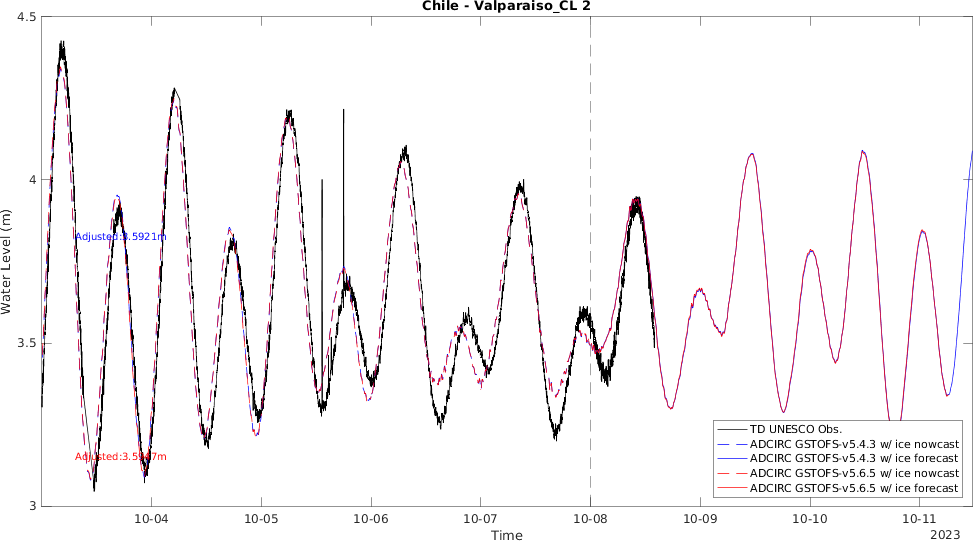 Chile - Valparaiso_CL 2
4.5
4
3.5
3
Water Level (m)
Adjusted:3.5921m
10-04
10-05
10-06
10-07
10-08
10-09
10-10
10-11
Time
2023
TD UNESCO Obs.
ADCIRC GSTOFS-v5.4.3 w/ ice nowcast
ADCIRC GSTOFS-v5.4.3 w/ ice forecast
ADCIRC GSTOFS-v5.6.5 w/ ice nowcast
ADCIRC GSTOFS-v5.6.5 w/ ice forecast